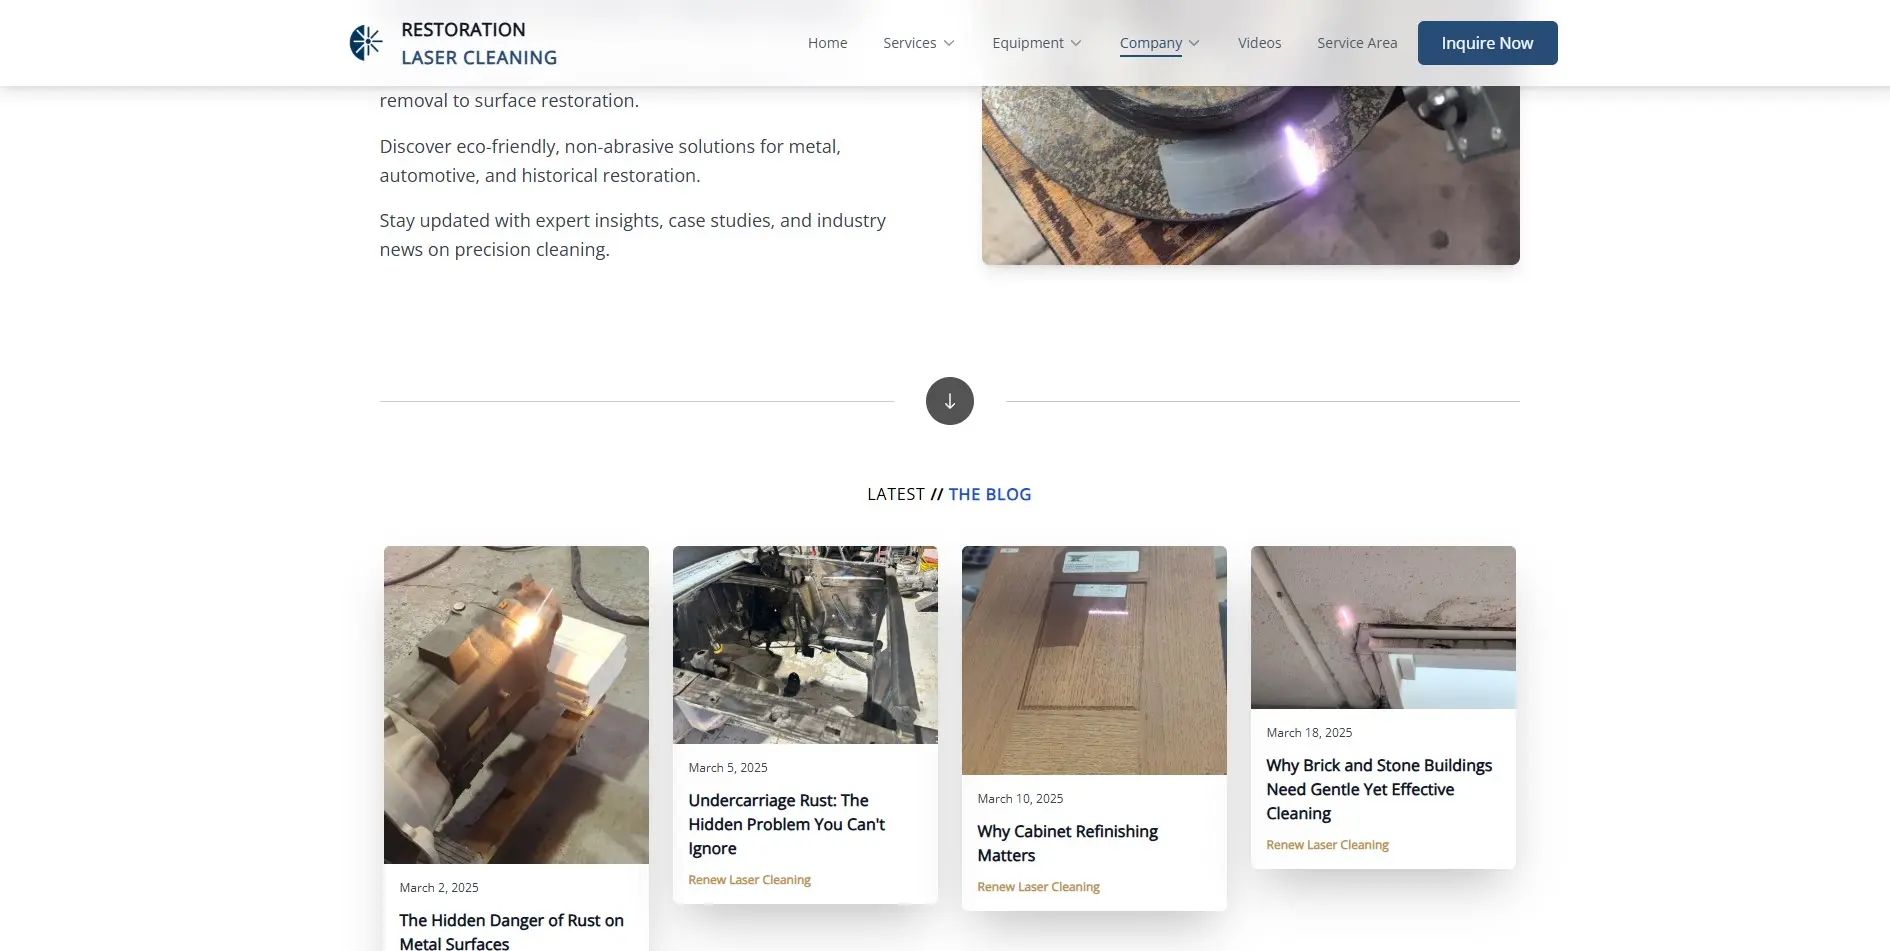 RESTORATION
LASER CLEANING
Home
Services
Equipment
Company
Videos
Service Area
Inquire Now
removal to surface restoration.
Discover eco-friendly, non-abrasive solutions for metal,
automotive, and historical restoration.
Stay updated with expert insights, case studies, and industry
news on precision cleaning.
LATEST // THE BLOG
March 2, 2025
The Hidden Danger of Rust on
Metal Surfaces
March 5, 2025
Undercarriage Rust: The
Hidden Problem You Can't
Ignore
Renew Laser Cleaning
March 10, 2025
Why Cabinet Refinishing
Matters
Renew Laser Cleaning
March 18, 2025
Why Brick and Stone Buildings
Need Gentle Yet Effective
Cleaning
Renew Laser Cleaning